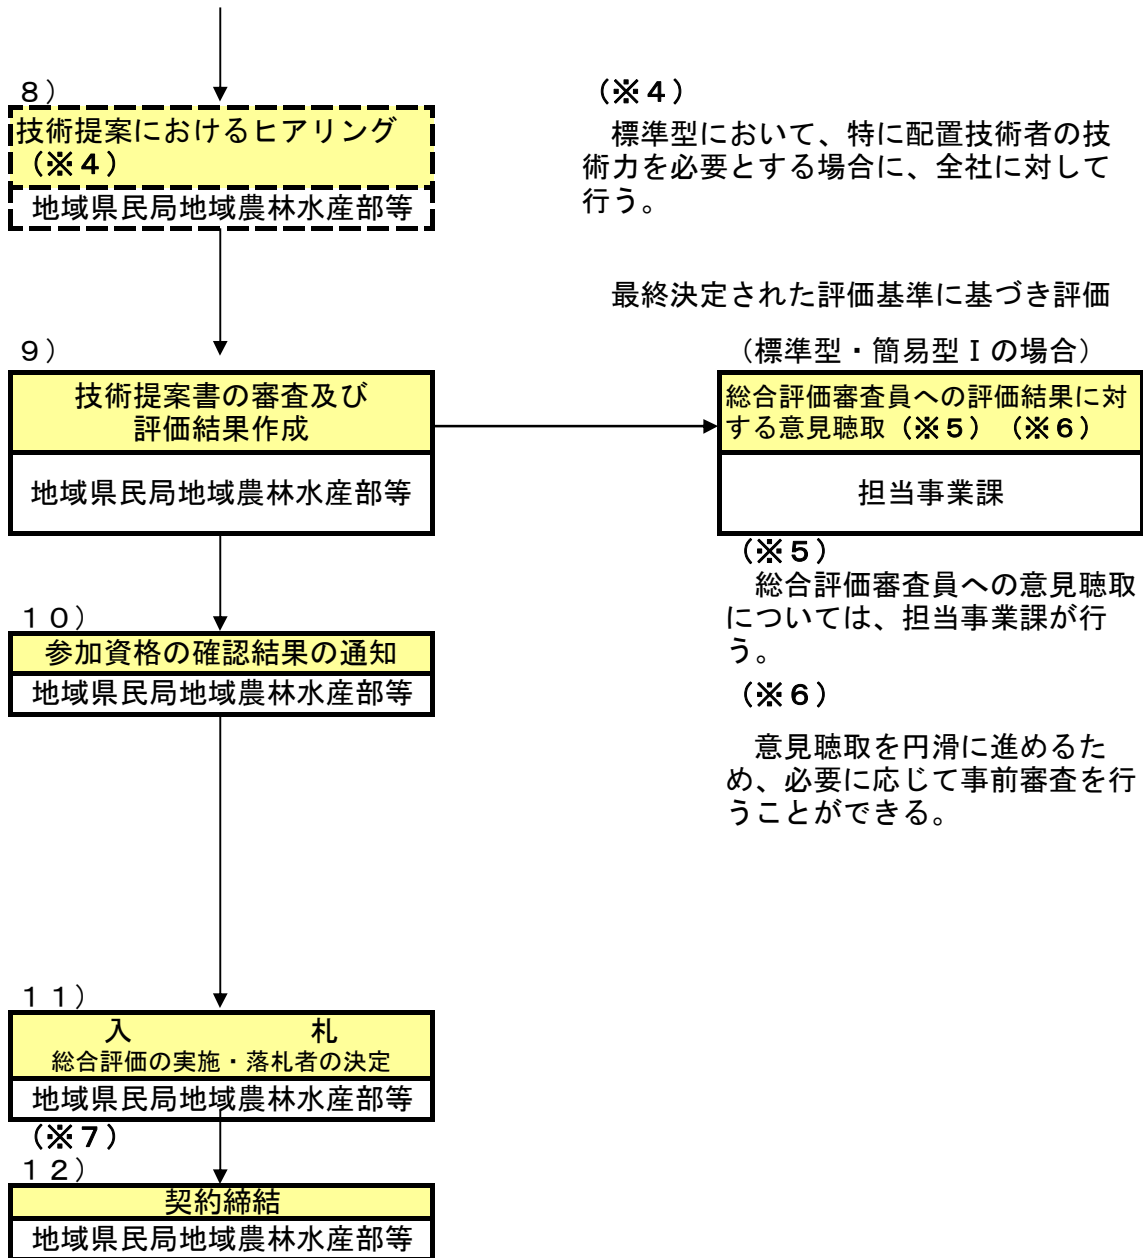 ８）
技術提案におけるヒアリング
（※４）
地域県民局地域農林水産部等
（※４）
標準型において、特に配置技術者の技
術力を必要とする場合に、全社に対して
行う。
最終決定された評価基準に基づき評価
９）
技術提案書の審査及び
評価結果作成
地域県民局地域農林水産部等
（標準型・簡易型Ⅰの場合）
総合評価審査員への評価結果に対
する意見聴取（※５）（※６）
担当事業課
（※５）
総合評価審査員への意見聴取
については、担当事業課が行
う。
（※６）
意見聴取を円滑に進めるた
め、必要に応じて事前審査を行
うことができる。
１０）
参加資格の確認結果の通知
地域県民局地域農林水産部等
１１）
入　　　　　　札
総合評価の実施・落札者の決定
地域県民局地域農林水産部等
（※７）
１２）
契約締結
地域県民局地域農林水産部等